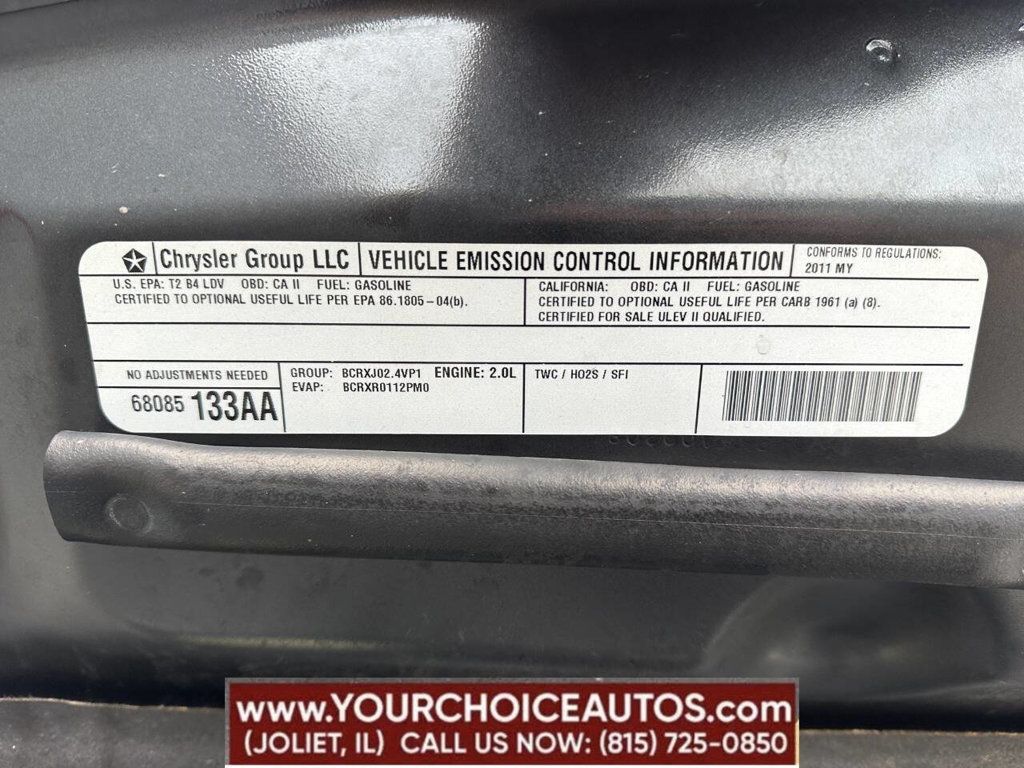 Chrysler Group LLC VEHICLE EMISSION CONTROL INFORMATION CONFORMS TO REGULATIONS:
2011 MY
U.S. EPA: T2 B4 LDV OBD: CA II FUEL: GASOLINE
CERTIFIED TO OPTIONAL USEFUL LIFE PER EPA 86.1805-04(b).
CALIFORNIA: OBD: CA II FUEL: GASOLINE
CERTIFIED TO OPTIONAL USEFUL LIFE PER CARB 1961 (a) (8).
CERTIFIED FOR SALE ULEV II QUALIFIED.
NO ADJUSTMENTS NEEDED
68085 133AA
GROUP: BCRXJ02.4VP1 ENGINE: 2.0L
EVAP: BCRXR0112PM0
TWC / HO2S / SFI
www.YOURCHOICEAUTOS.com
(JOLIET, IL) CALL US NOW: (815) 725-0850